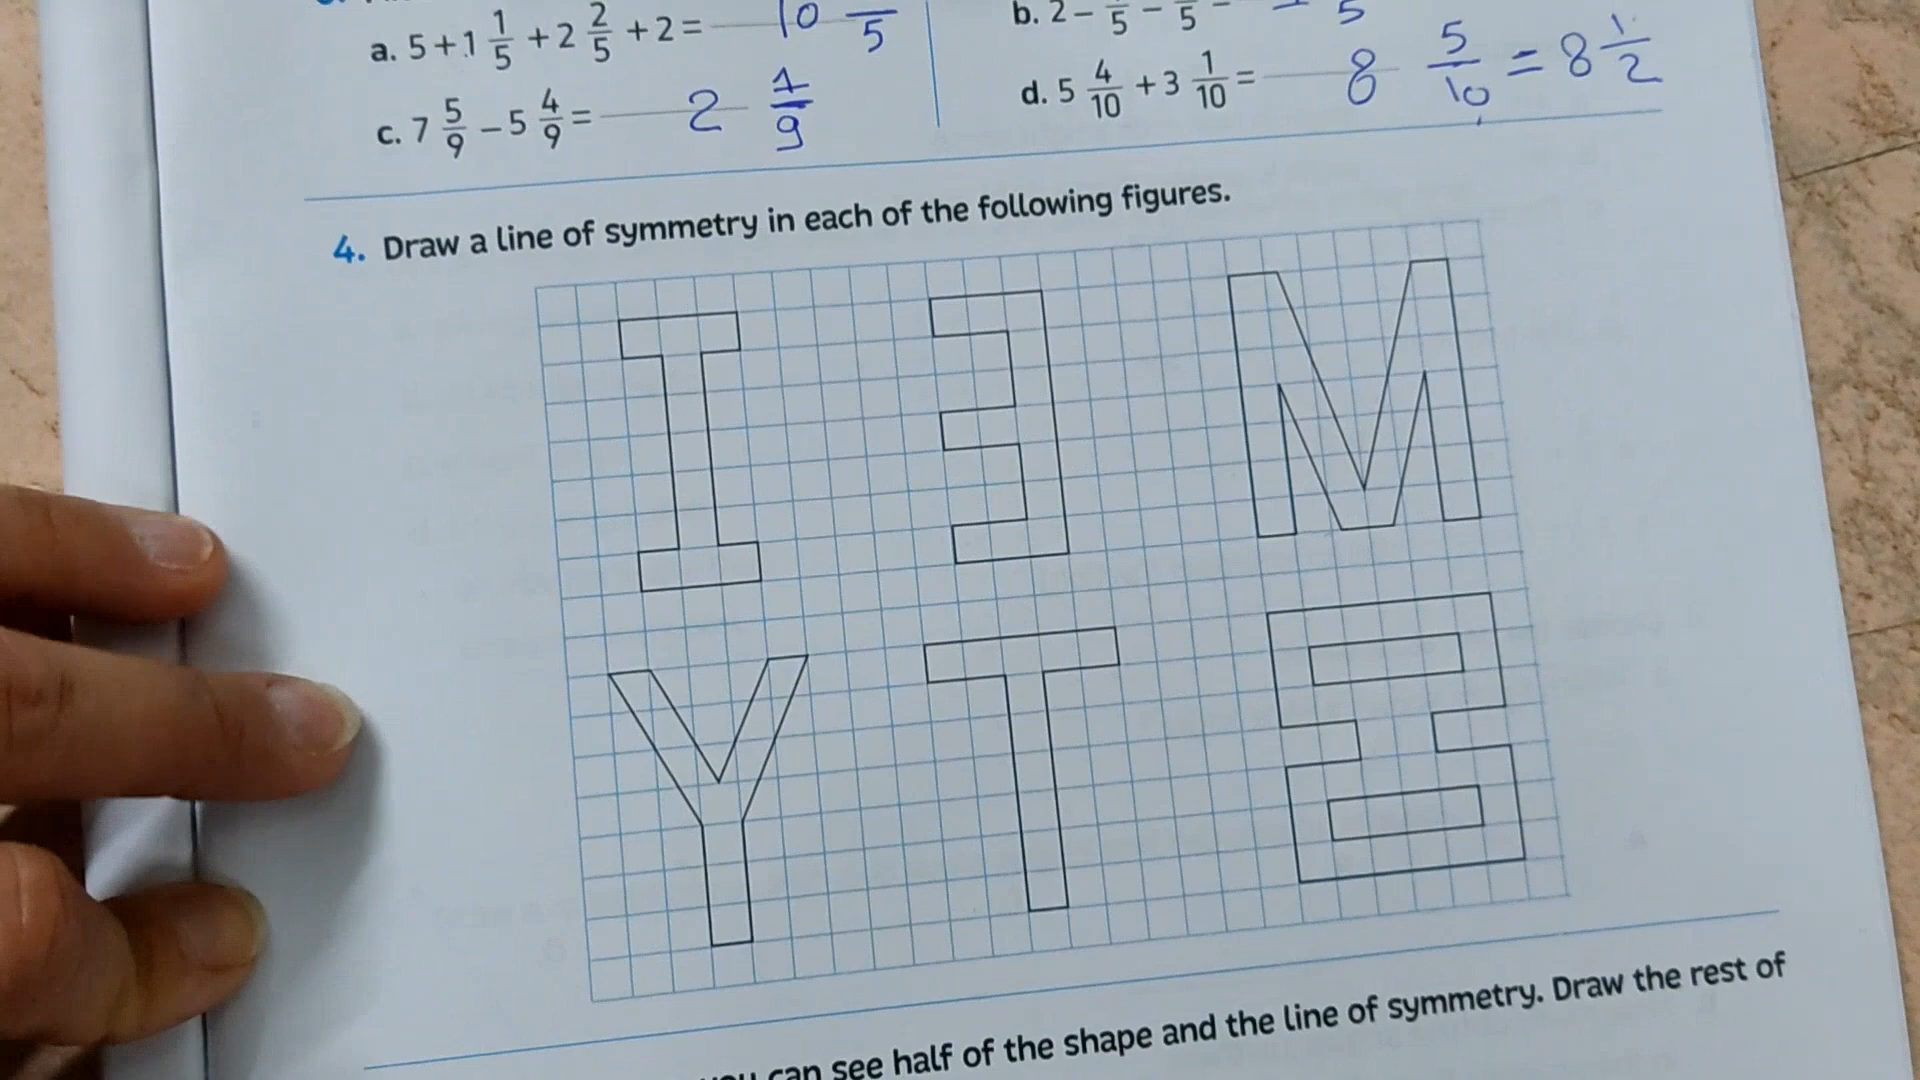 a. 5 + 1 1/5 + 2 2/5 + 2 = 10 /5
b. 2 - /5 - /5 - 5
c. 7 5/9 - 5 4/9 = 2 1/9
d. 5 4/10 + 3 1/10 = 8 5/10 = 8 1/2
4. Draw a line of symmetry in each of the following figures.
can see half of the shape and the line of symmetry. Draw the rest of